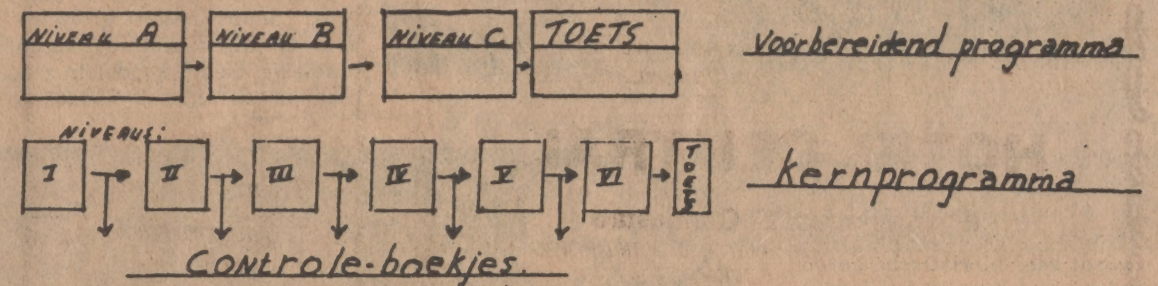 NIVEAU A NIVEAU B NIVEAU C TOETS voorbereidend programma
NIVEAUS:
I II III IV V VI TOETS kernprogramma
CONtrole-boekjes.